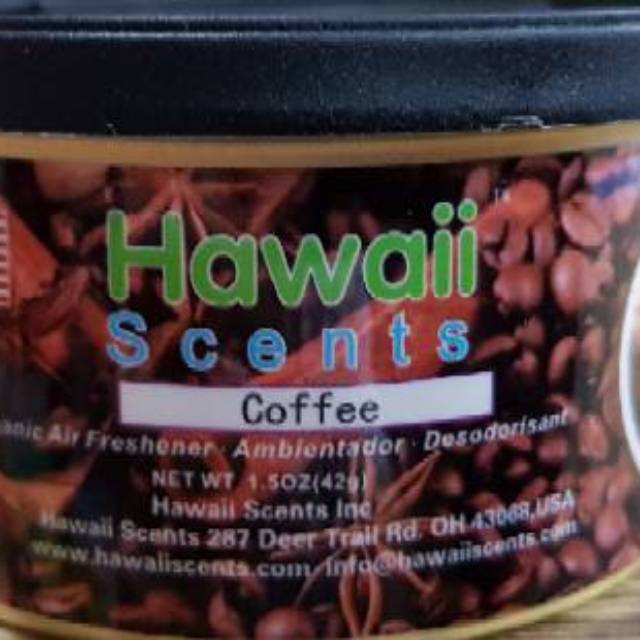 Hawaii
Scents
Coffee
Air Freshener · Ambientador · Desodorisant
NET WT 1.5OZ(42g)
Hawaii Scents Inc
Hawaii Scents 287 Deer Trail Rd. OH.43068,USA
www.hawaiiscents.com Info@hawaiiscents.com